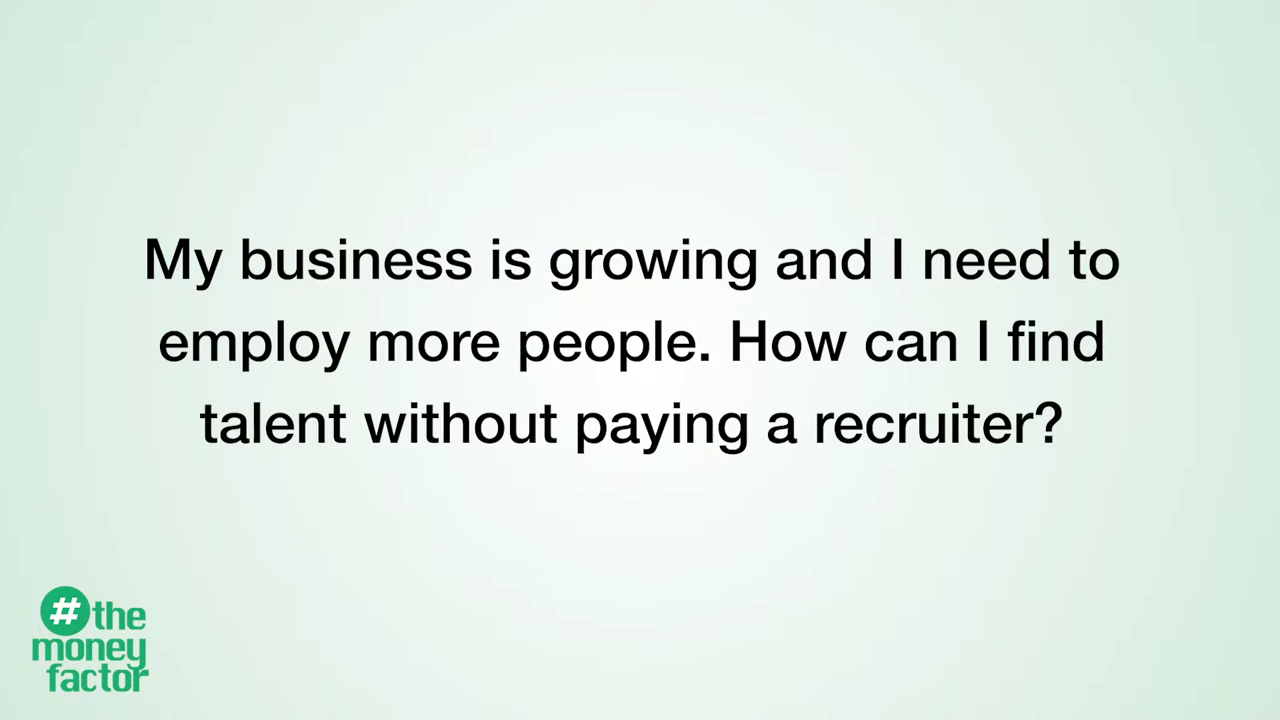 My business is growing and I need to
employ more people. How can I find
talent without paying a recruiter?
#the
money
factor